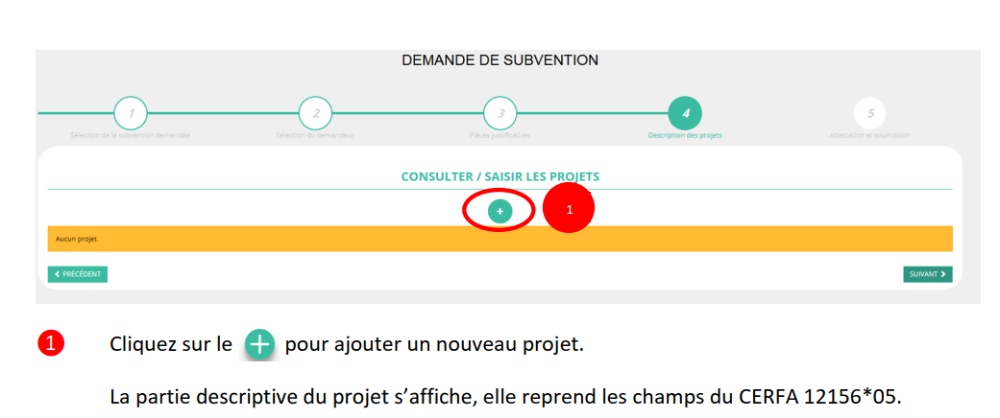 DEMANDE DE SUBVENTION
1 2 3 4 5
Sélection de la subvention demandée Sélection du demandeur Pièces justificatives Description des projets Attestation et soumission
CONSULTER / SAISIR LES PROJETS
+ 1
Aucun projet.
PRÉCÉDENT SUIVANT
1 Cliquez sur le + pour ajouter un nouveau projet.
La partie descriptive du projet s’affiche, elle reprend les champs du CERFA 12156*05.